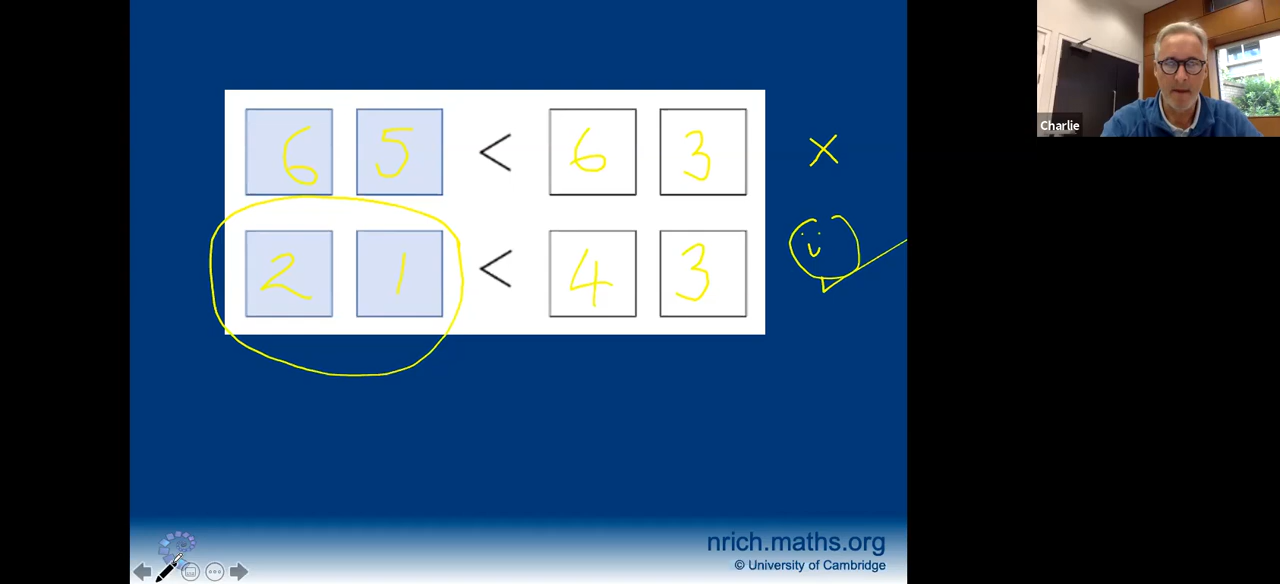 Charlie
6 5 < 6 3 ×
2 1 < 4 3
nrich.maths.org
© University of Cambridge